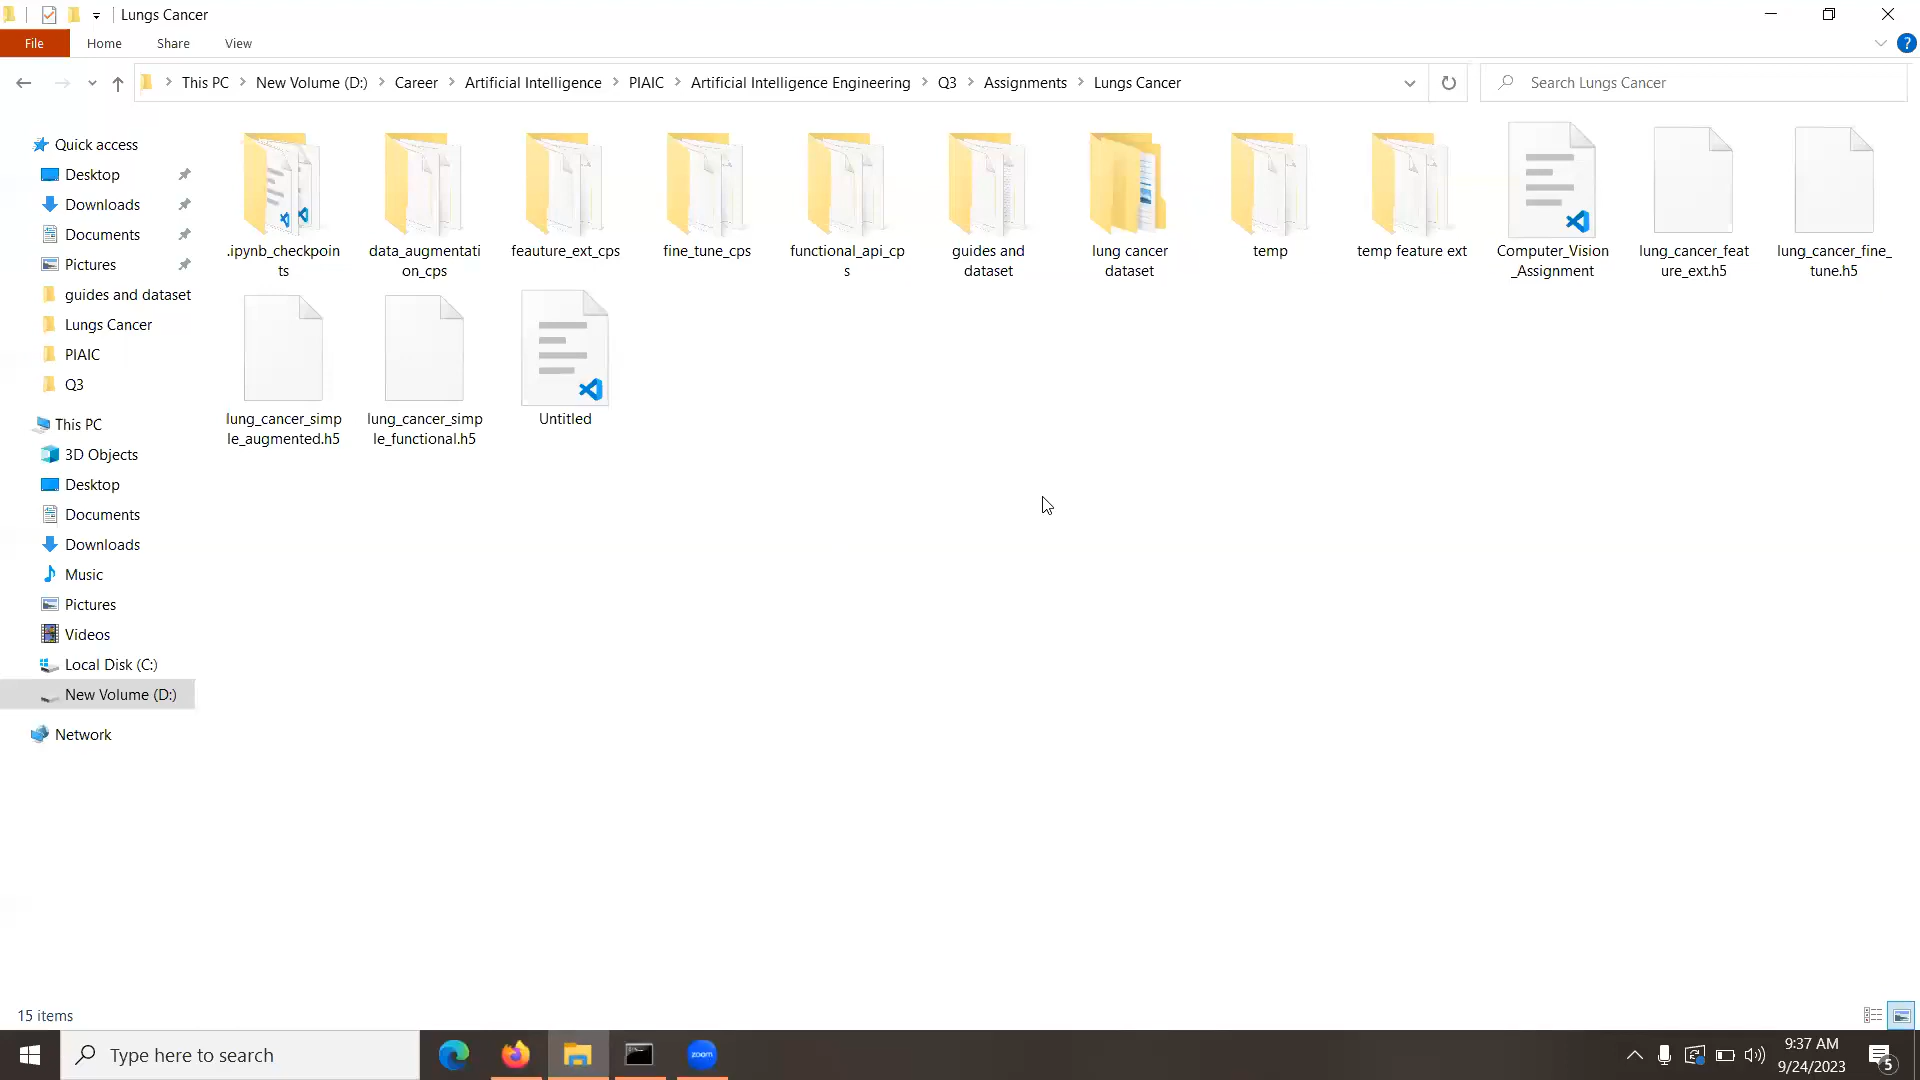 Lungs Cancer
File Home Share View
This PC New Volume (D:) Career Artificial Intelligence PIAIC Artificial Intelligence Engineering Q3 Assignments Lungs Cancer
Search Lungs Cancer
Quick access
Desktop
Downloads
Documents
Pictures
guides and dataset
Lungs Cancer
PIAIC
Q3
This PC
3D Objects
Desktop
Documents
Downloads
Music
Pictures
Videos
Local Disk (C:)
New Volume (D:)
Network
.ipynb_checkpoin
ts
data_augmentati
on_cps
feauture_ext_cps
fine_tune_cps
functional_api_cp
s
guides and
dataset
lung cancer
dataset
temp
temp feature ext
Computer_Vision
_Assignment
lung_cancer_feat
ure_ext.h5
lung_cancer_fine_
tune.h5
lung_cancer_simp
le_augmented.h5
lung_cancer_simp
le_functional.h5
Untitled
15 items
Type here to search
zoom
9:37 AM
9/24/2023
5